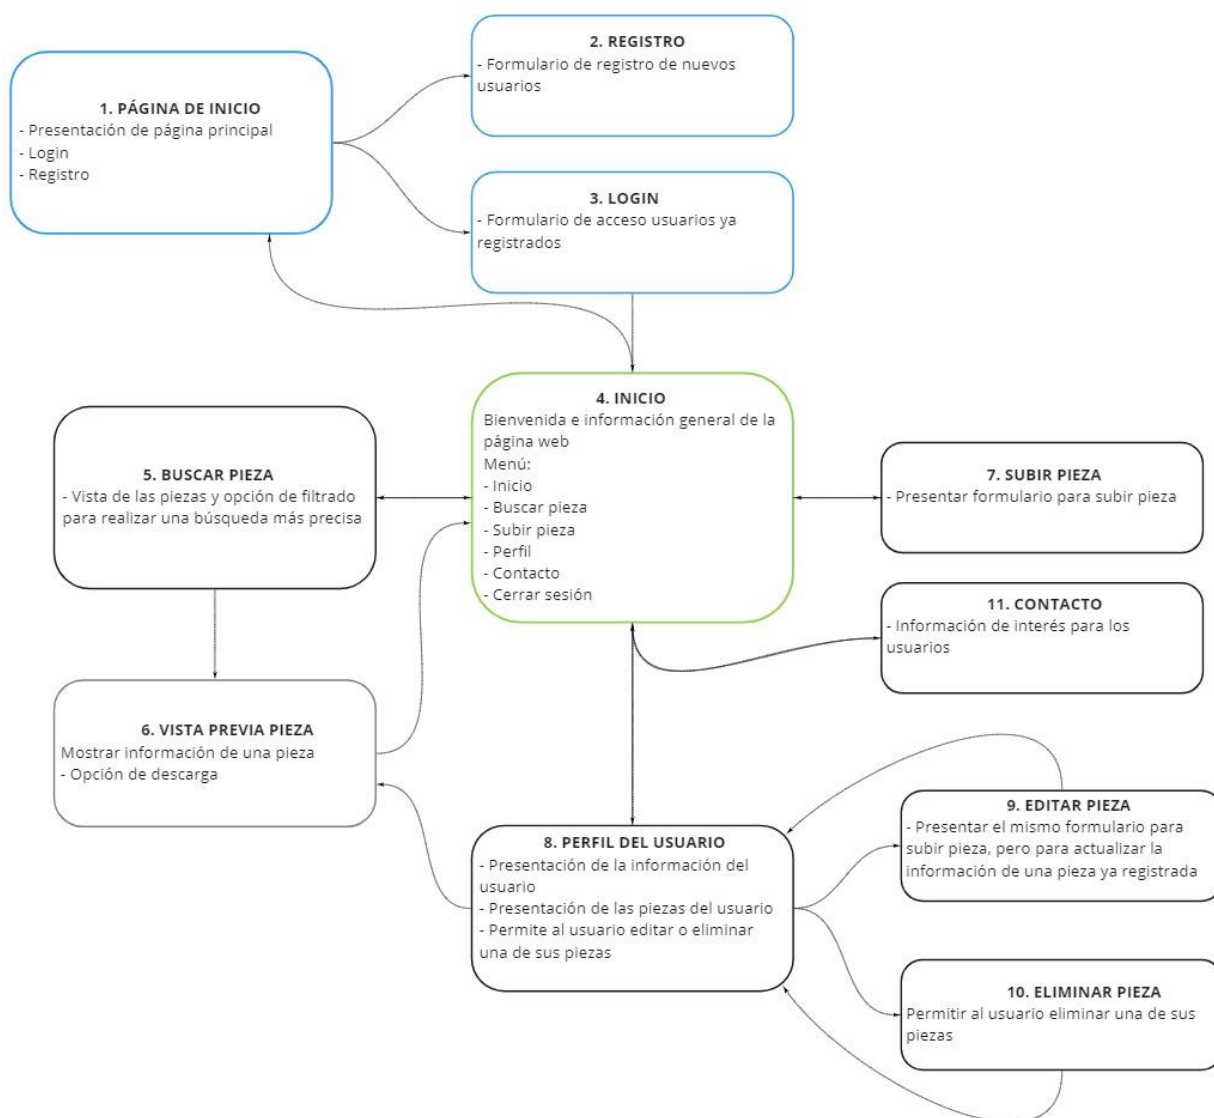 1. PÁGINA DE INICIO
- Presentación de página principal
- Login
- Registro
2. REGISTRO
- Formulario de registro de nuevos
usuarios
3. LOGIN
- Formulario de acceso usuarios ya
registrados
4. INICIO
Bienvenida e información general de la
página web
Menú:
- Inicio
- Buscar pieza
- Subir pieza
- Perfil
- Contacto
- Cerrar sesión
5. BUSCAR PIEZA
- Vista de las piezas y opción de filtrado
para realizar una búsqueda más precisa
6. VISTA PREVIA PIEZA
Mostrar información de una pieza
- Opción de descarga
7. SUBIR PIEZA
- Presentar formulario para subir pieza
11. CONTACTO
- Información de interés para los
usuarios
8. PERFIL DEL USUARIO
- Presentación de la información del
usuario
- Presentación de las piezas del usuario
- Permite al usuario editar o eliminar
una de sus piezas
9. EDITAR PIEZA
- Presentar el mismo formulario para
subir pieza, pero para actualizar la
información de una pieza ya registrada
10. ELIMINAR PIEZA
Permitir al usuario eliminar una de sus
piezas